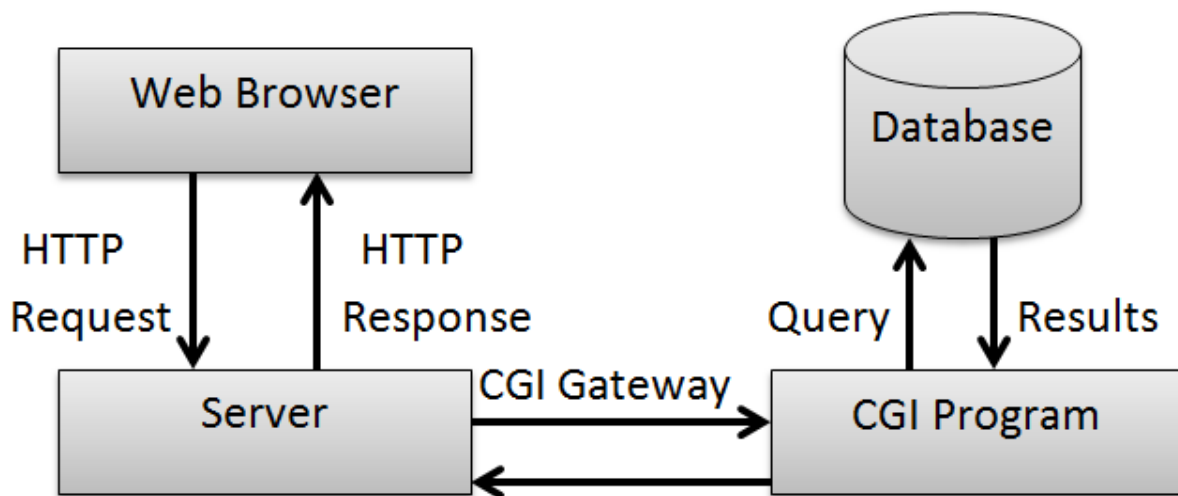 Web Browser
Database
HTTP
Request
HTTP
Response
Query
Results
Server
CGI Gateway
CGI Program